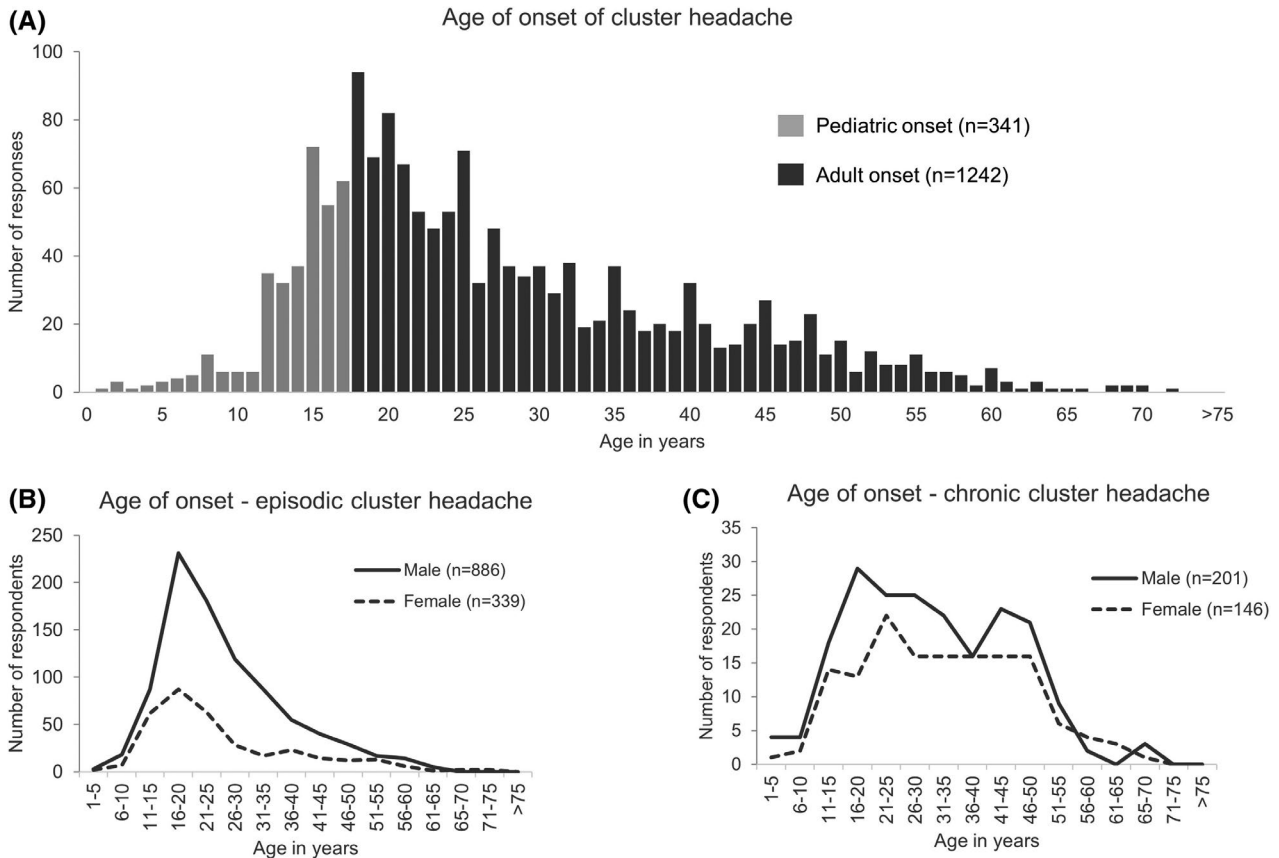 (A)
Age of onset of cluster headache
Number of responses
100
80
60
40
20
0
Pediatric onset (n=341)
Adult onset (n=1242)
0 5 10 15 20 25 30 35 40 45 50 55 60 65 70 >75
Age in years
(B)
Age of onset - episodic cluster headache
Number of respondents
250
200
150
100
50
0
Male (n=886)
Female (n=339)
1-5 6-10 11-15 16-20 21-25 26-30 31-35 36-40 41-45 46-50 51-55 56-60 61-65 65-70 71-75 >75
Age in years
(C)
Age of onset - chronic cluster headache
Number of respondents
35
30
25
20
15
10
5
0
Male (n=201)
Female (n=146)
1-5 6-10 11-15 16-20 21-25 26-30 31-35 36-40 41-45 46-50 51-55 56-60 61-65 65-70 71-75 >75
Age in years